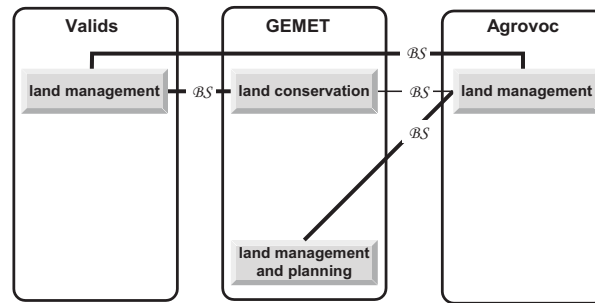 Valids
GEMET
Agrovoc
BS
land management
BS
land conservation
BS
land management
BS
land management
and planning